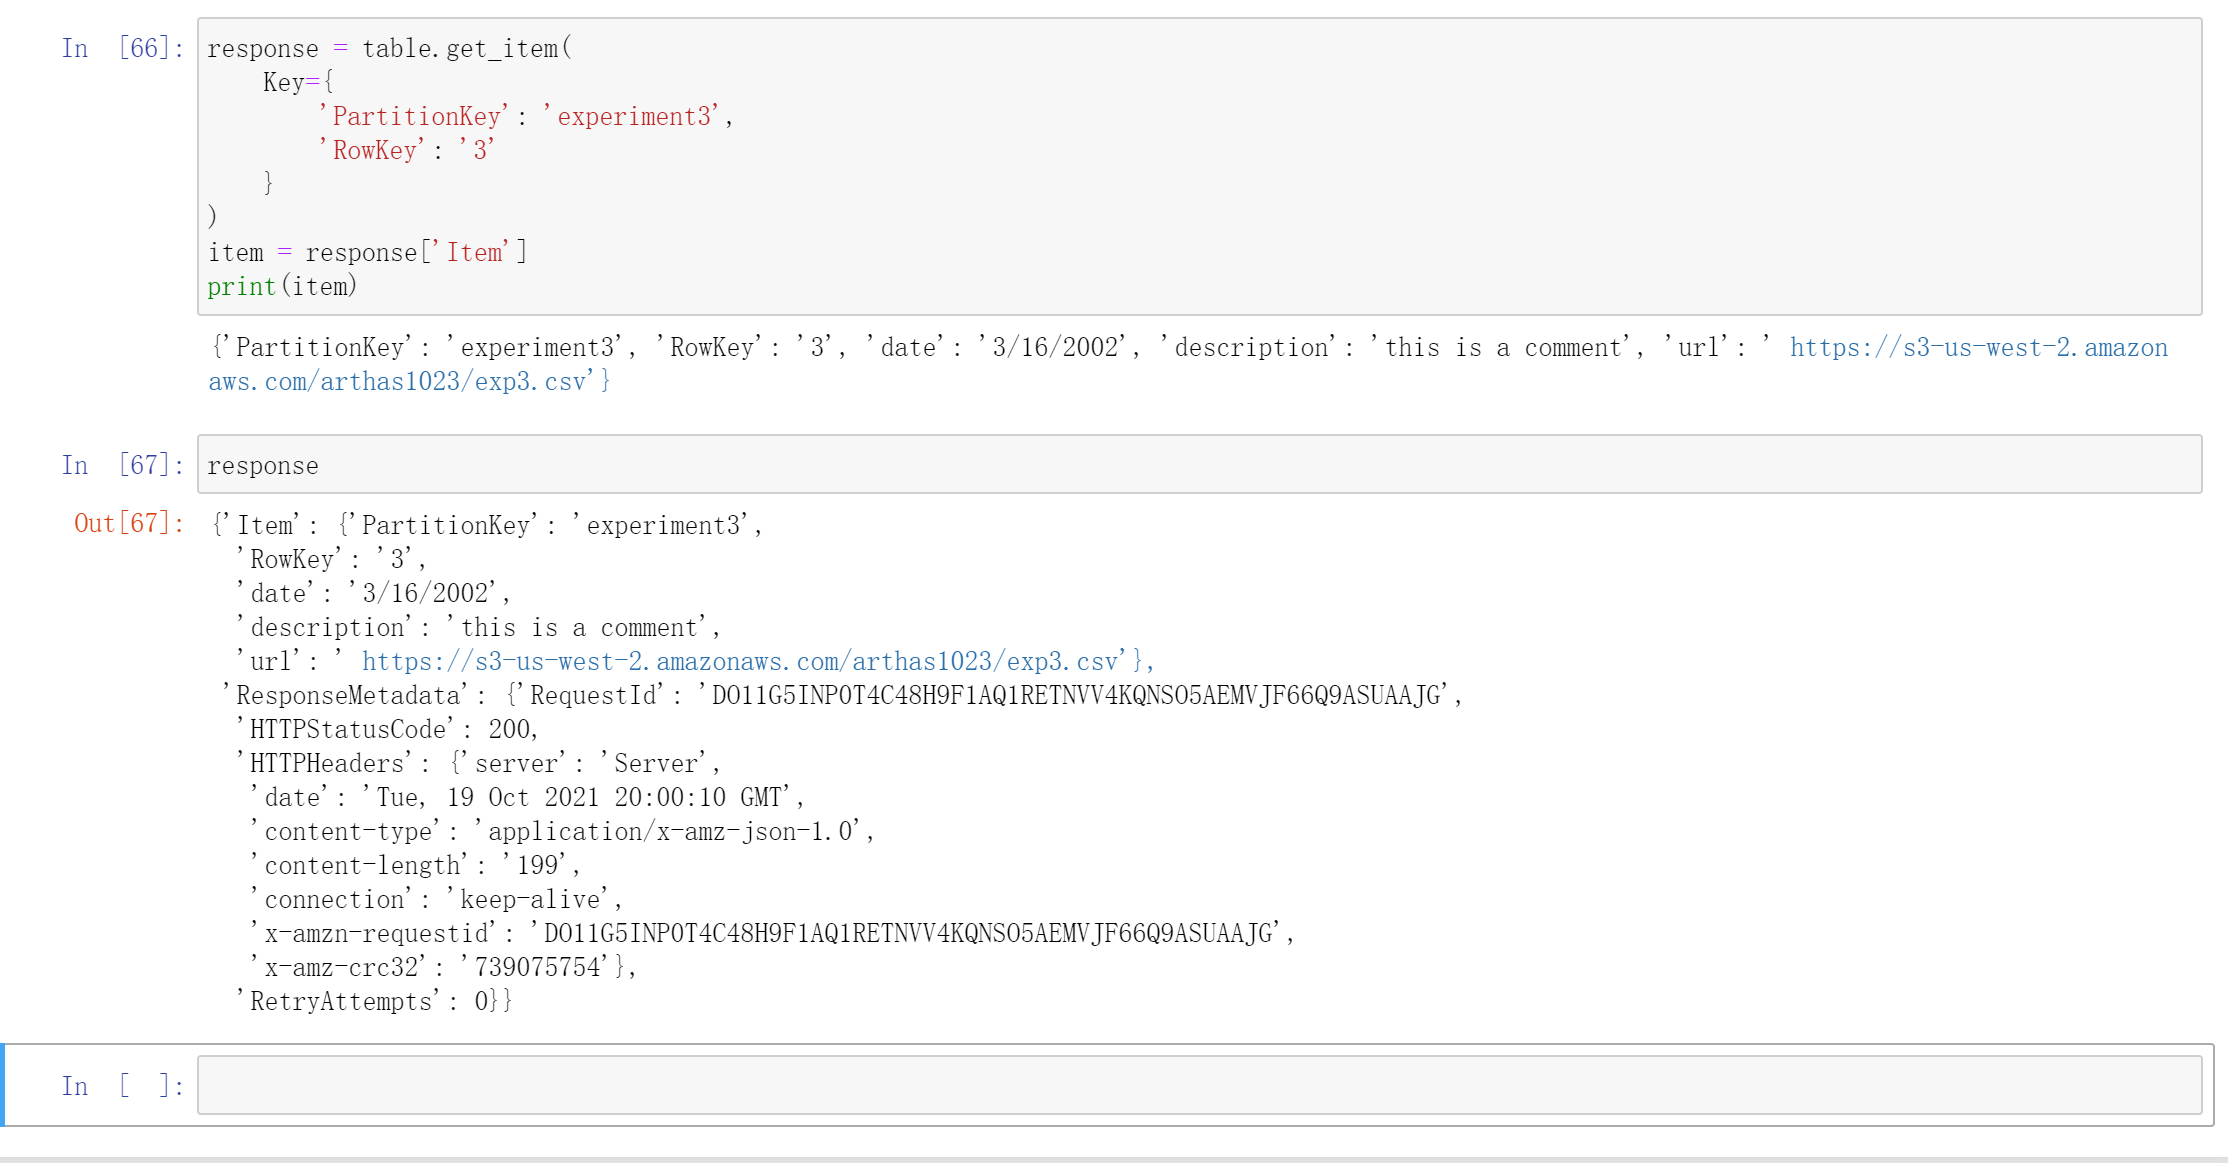 In [66]: response = table.get_item(
    Key={
        'PartitionKey': 'experiment3',
        'RowKey': '3'
    }
)
item = response['Item']
print(item)
{'PartitionKey': 'experiment3', 'RowKey': '3', 'date': '3/16/2002', 'description': 'this is a comment', 'url': ' https://s3-us-west-2.amazon
aws.com/arthas1023/exp3.csv'}
In [67]: response
Out[67]: {'Item': {'PartitionKey': 'experiment3',
  'RowKey': '3',
  'date': '3/16/2002',
  'description': 'this is a comment',
  'url': ' https://s3-us-west-2.amazonaws.com/arthas1023/exp3.csv'},
 'ResponseMetadata': {'RequestId': 'DO11G5INP0T4C48H9F1AQ1RETNVV4KQNSO5AEMVJF66Q9ASUAAJG',
  'HTTPStatusCode': 200,
  'HTTPHeaders': {'server': 'Server',
   'date': 'Tue, 19 Oct 2021 20:00:10 GMT',
   'content-type': 'application/x-amz-json-1.0',
   'content-length': '199',
   'connection': 'keep-alive',
   'x-amzn-requestid': 'DO11G5INP0T4C48H9F1AQ1RETNVV4KQNSO5AEMVJF66Q9ASUAAJG',
   'x-amz-crc32': '739075754'},
  'RetryAttempts': 0}}
In [ ]: